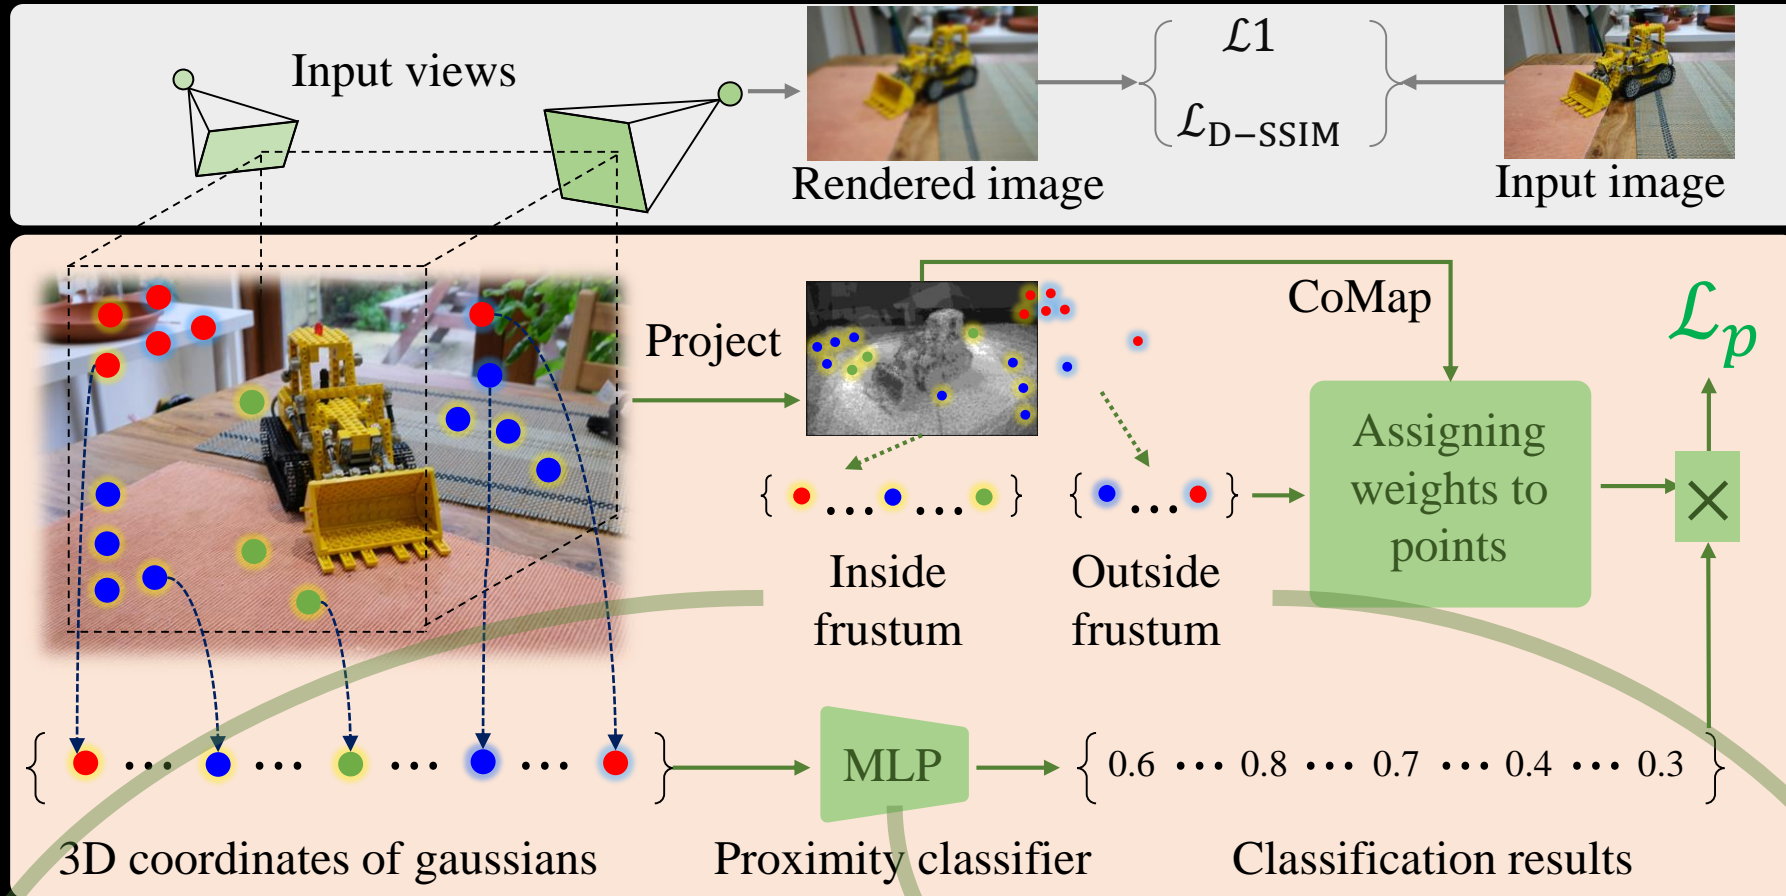 Input views
ℒ1
ℒD−SSIM
Rendered image
Input image
Project
CoMap
ℒp
Assigning
weights to
points
×
{ ... ... }
{ ... }
Inside
frustum
Outside
frustum
{ ... ... ... ... }
MLP
{ 0.6 ... 0.8 ... 0.7 ... 0.4 ... 0.3 }
3D coordinates of gaussians
Proximity classifier
Classification results